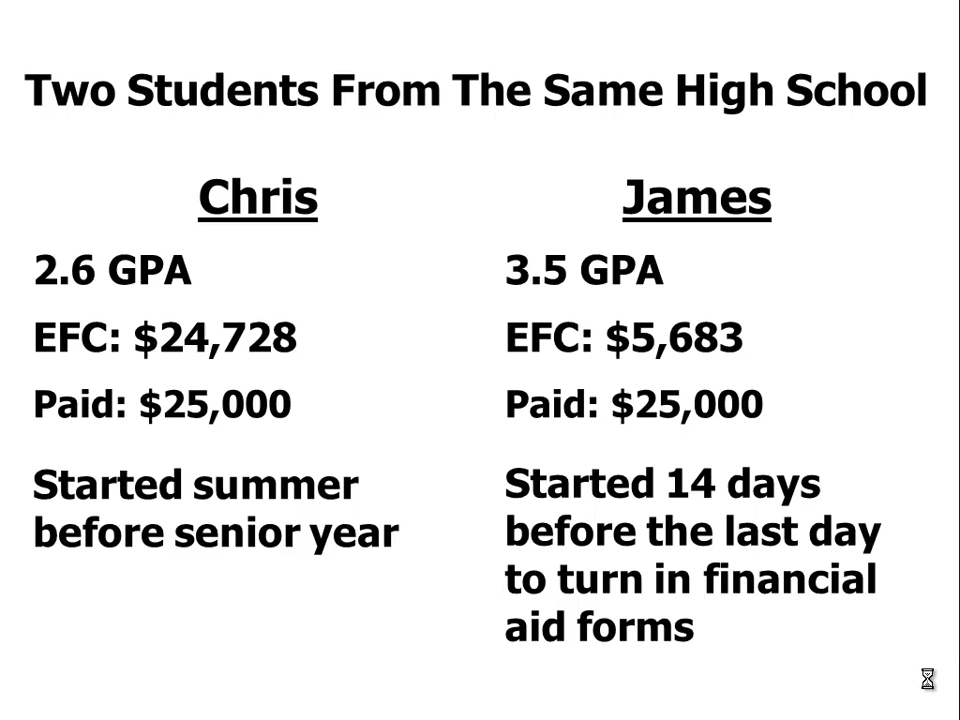 Two Students From The Same High School
Chris
2.6 GPA
EFC: $24,728
Paid: $25,000
Started summer
before senior year
James
3.5 GPA
EFC: $5,683
Paid: $25,000
Started 14 days
before the last day
to turn in financial
aid forms